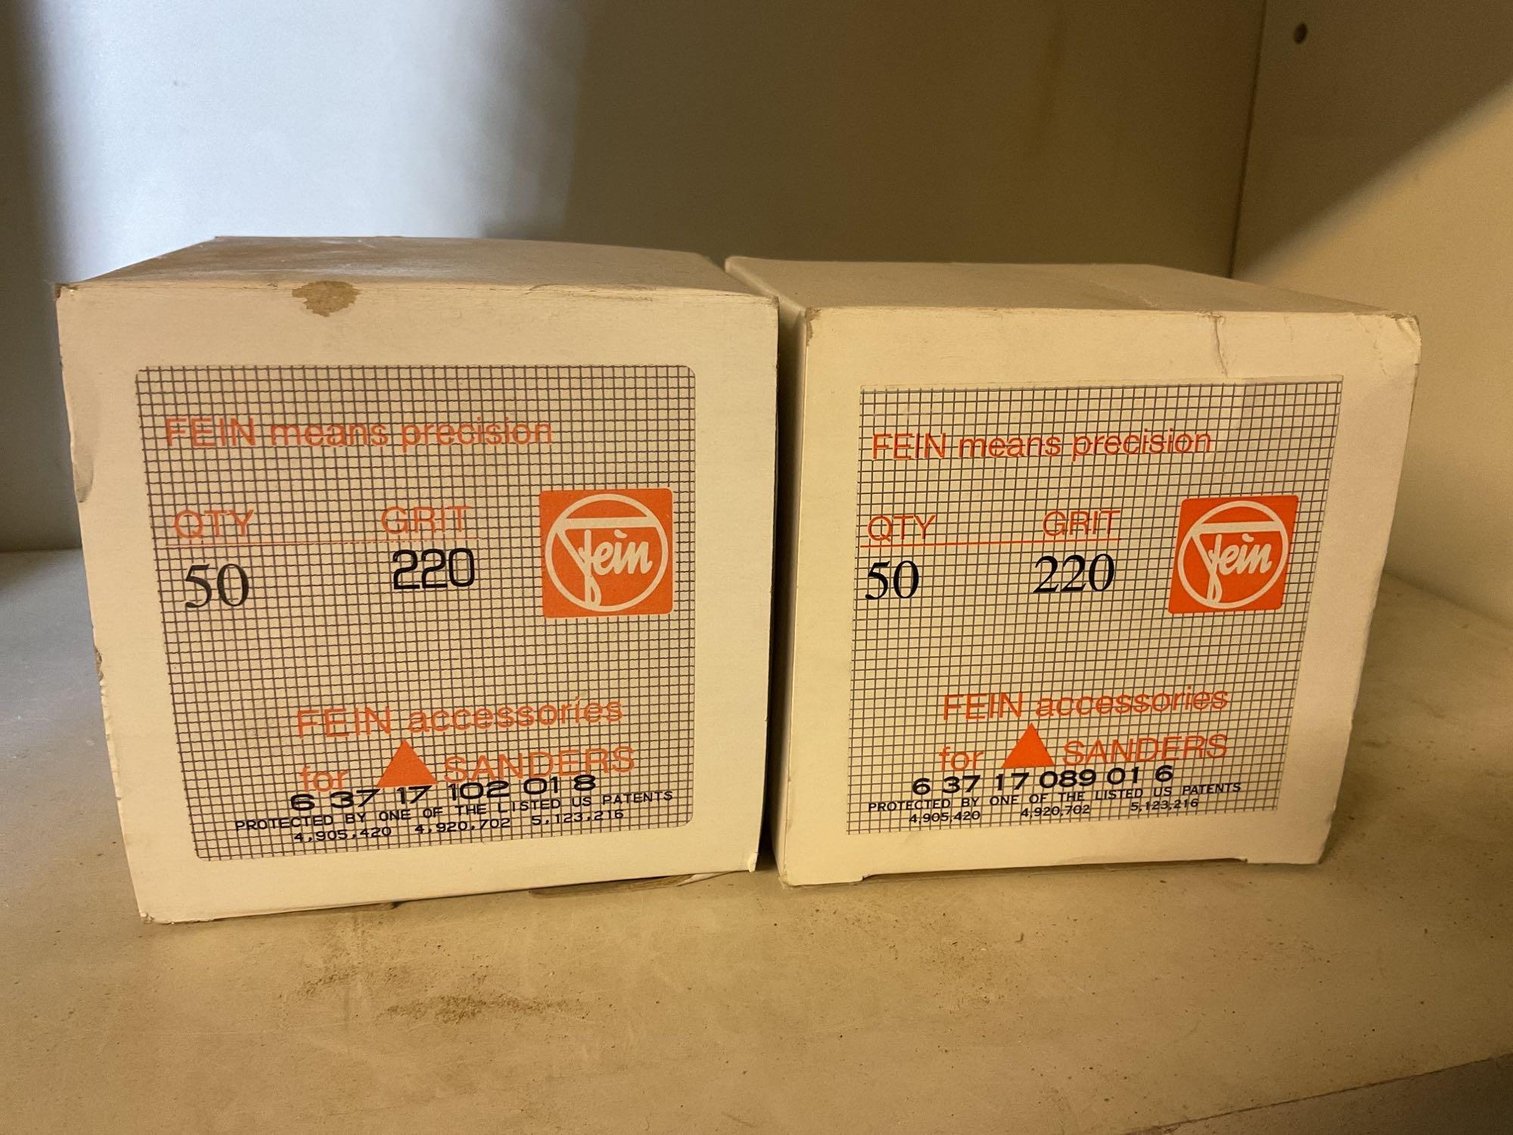 FEIN means precision
QTY GRIT
50 220
fein
FEIN accessories
for SANDERS
6 37 17 102 01 8
PROTECTED BY ONE OF THE LISTED US PATENTS
4,905,420 4,920,702 5,123,216
FEIN means precision
QTY GRIT
50 220
fein
FEIN accessories
for SANDERS
6 37 17 089 01 6
PROTECTED BY ONE OF THE LISTED US PATENTS
4,905,420 4,920,702 5,123,216